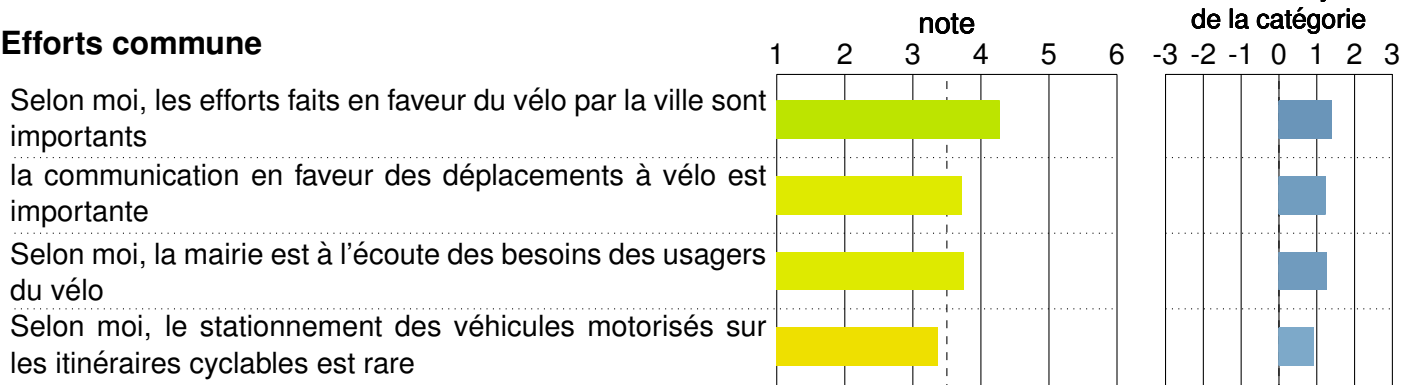 note
de la catégorie
Efforts commune
1 2 3 4 5 6
-3 -2 -1 0 1 2 3
Selon moi, les efforts faits en faveur du vélo par la ville sont
importants
la communication en faveur des déplacements à vélo est
importante
Selon moi, la mairie est à l'écoute des besoins des usagers
du vélo
Selon moi, le stationnement des véhicules motorisés sur
les itinéraires cyclables est rare